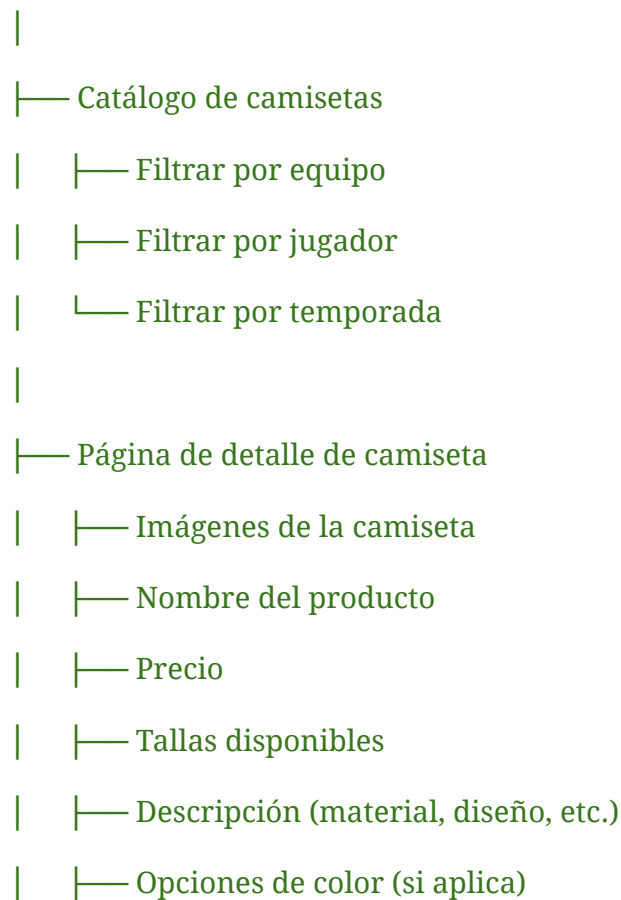 │
├── Catálogo de camisetas
│ ├── Filtrar por equipo
│ ├── Filtrar por jugador
│ └── Filtrar por temporada
│
├── Página de detalle de camiseta
│ ├── Imágenes de la camiseta
│ ├── Nombre del producto
│ ├── Precio
│ ├── Tallas disponibles
│ ├── Descripción (material, diseño, etc.)
│ ├── Opciones de color (si aplica)